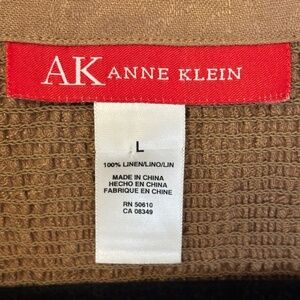 AK ANNE KLEIN
L
100% LINEN/LINO/LIN
MADE IN CHINA
HECHO EN CHINA
FABRIQUE EN CHINE
RN 50610
CA 08349